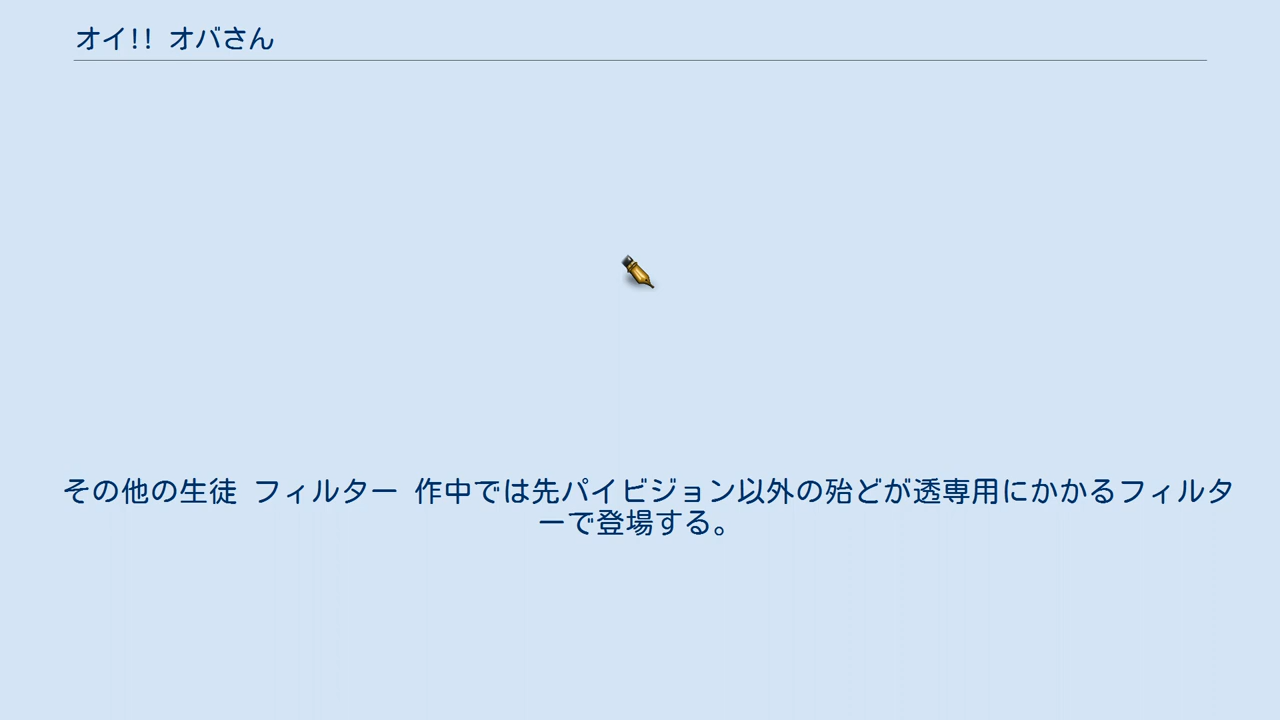 オイ!! オバさん
その他の生徒 フィルター 作中では先パイビジョン以外の殆どが透専用にかかるフィルタ
ーで登場する。